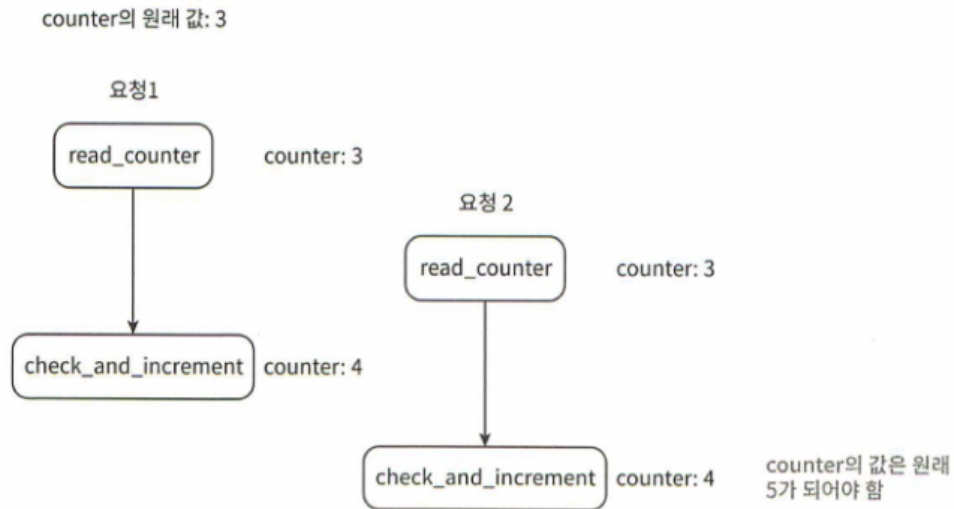 counter의 원래 값: 3
요청1
read_counter
counter: 3
요청 2
read_counter
counter: 3
check_and_increment
counter: 4
check_and_increment
counter: 4
counter의 값은 원래
5가 되어야 함